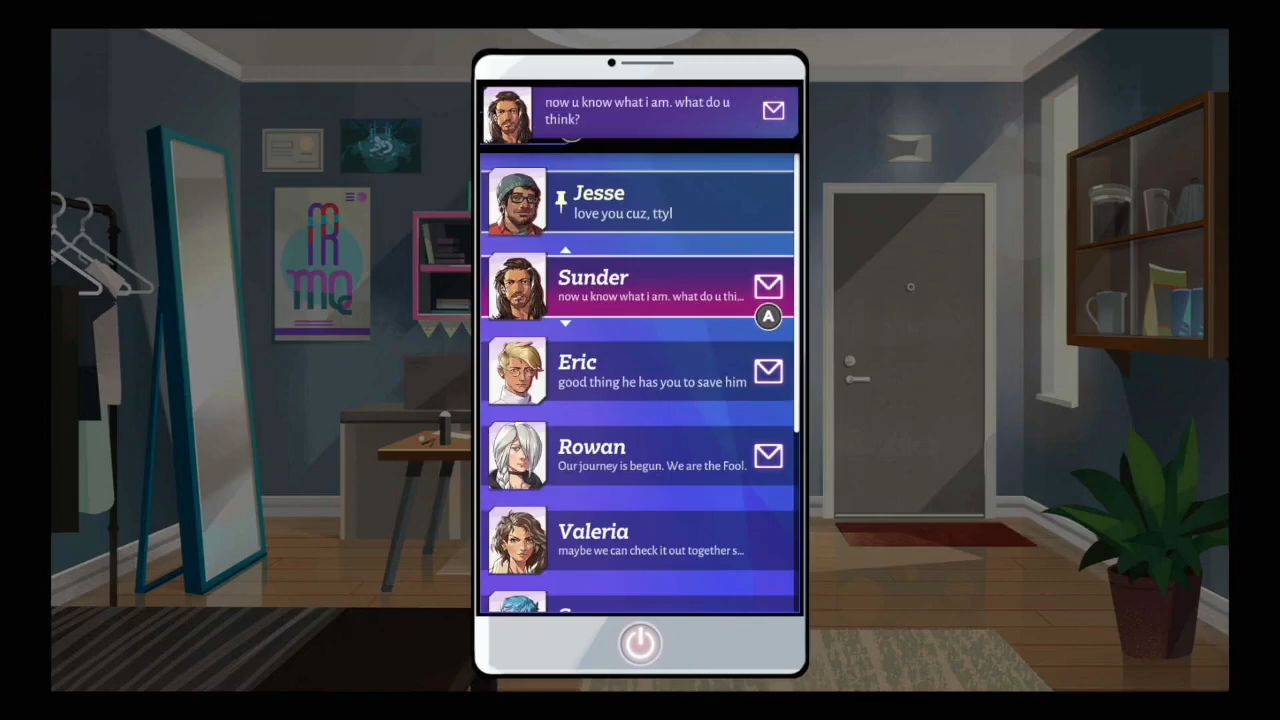 now u know what i am. what do u
think?
Jesse
love you cuz, ttyl
Sunder
now u know what i am. what do u thi...
A
Eric
good thing he has you to save him
Rowan
Our journey is begun. We are the Fool.
Valeria
maybe we can check it out together s...